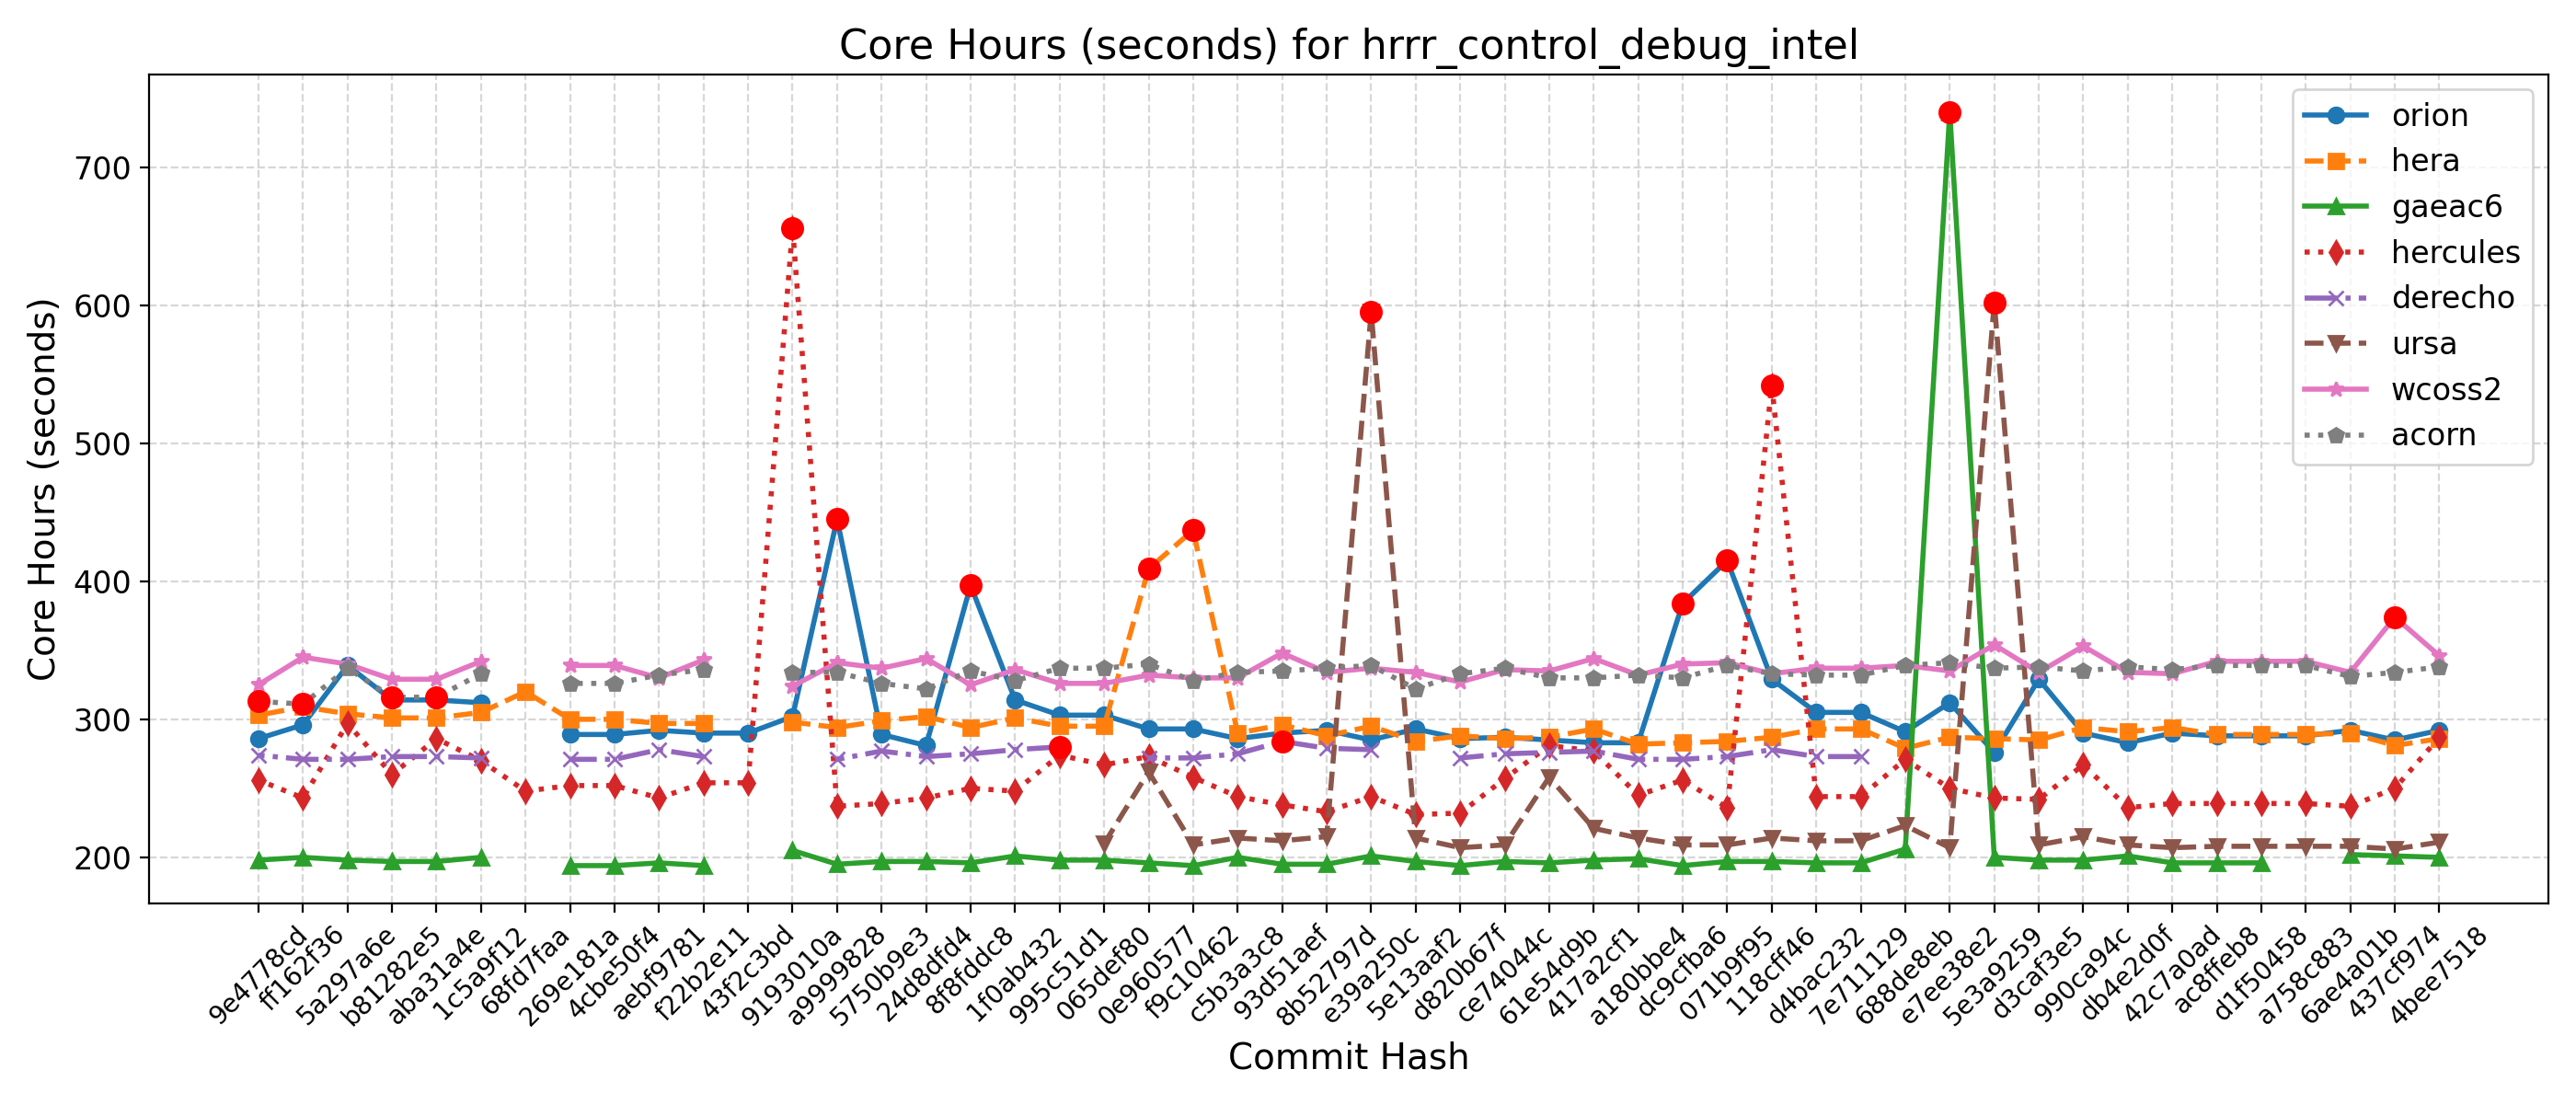 Core Hours (seconds) for hrrr_control_debug_intel
Core Hours (seconds)
700
600
500
400
300
200
orion
hera
gaeac6
hercules
derecho
ursa
wcoss2
acorn
9e4778cd
ff162f36
5a297a6e
b81282e5
aba31a4e
1c5a9f12
68fd7faa
269e181a
4cbe50f4
aebf9781
f22b2e11
43f2c3bd
9193010a
a9999828
5750b9e3
24d8dfd4
8f8fddc8
1f0ab432
995c51d1
065def80
0e960577
f9c10462
c5b3a3c8
93d51aef
8b52797d
e39a250c
5e13aaf2
d820b67f
ce74044c
61e54d9b
417a2cf1
a180bbe4
dc9cfba6
071b9f95
118cff46
d4bac232
7e711129
688de8eb
e7ee38e2
5e3a9259
d3caf3e5
990ca94c
db4e2d0f
42c7a0ad
ac8ffeb8
d1f50458
a758c883
6ae4a01b
437cf974
4bee7518
Commit Hash